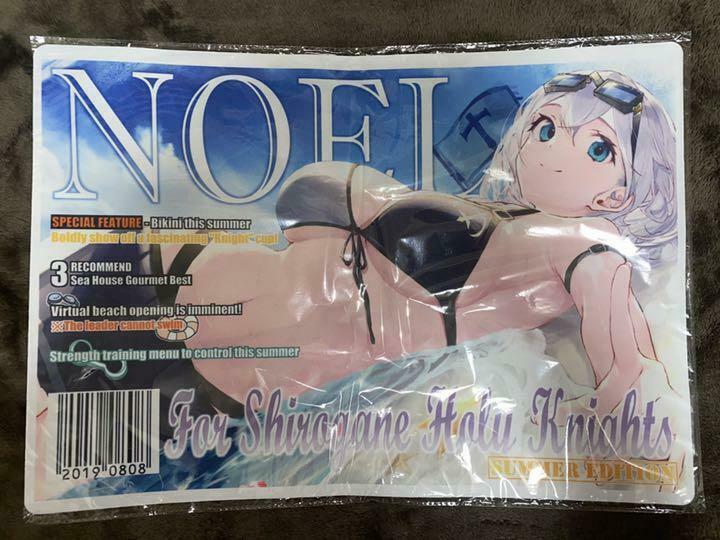 NOEL
SPECIAL FEATURE - Bikini this summer
Boldly show off a fascinating "Knight" cup!
3 RECOMMEND
Sea House Gourmet Best
Virtual beach opening is imminent!
※The leader cannot swim
Strength training menu to control this summer
For Shirogane Holy Knights
SUMMER EDITION
2019 0808